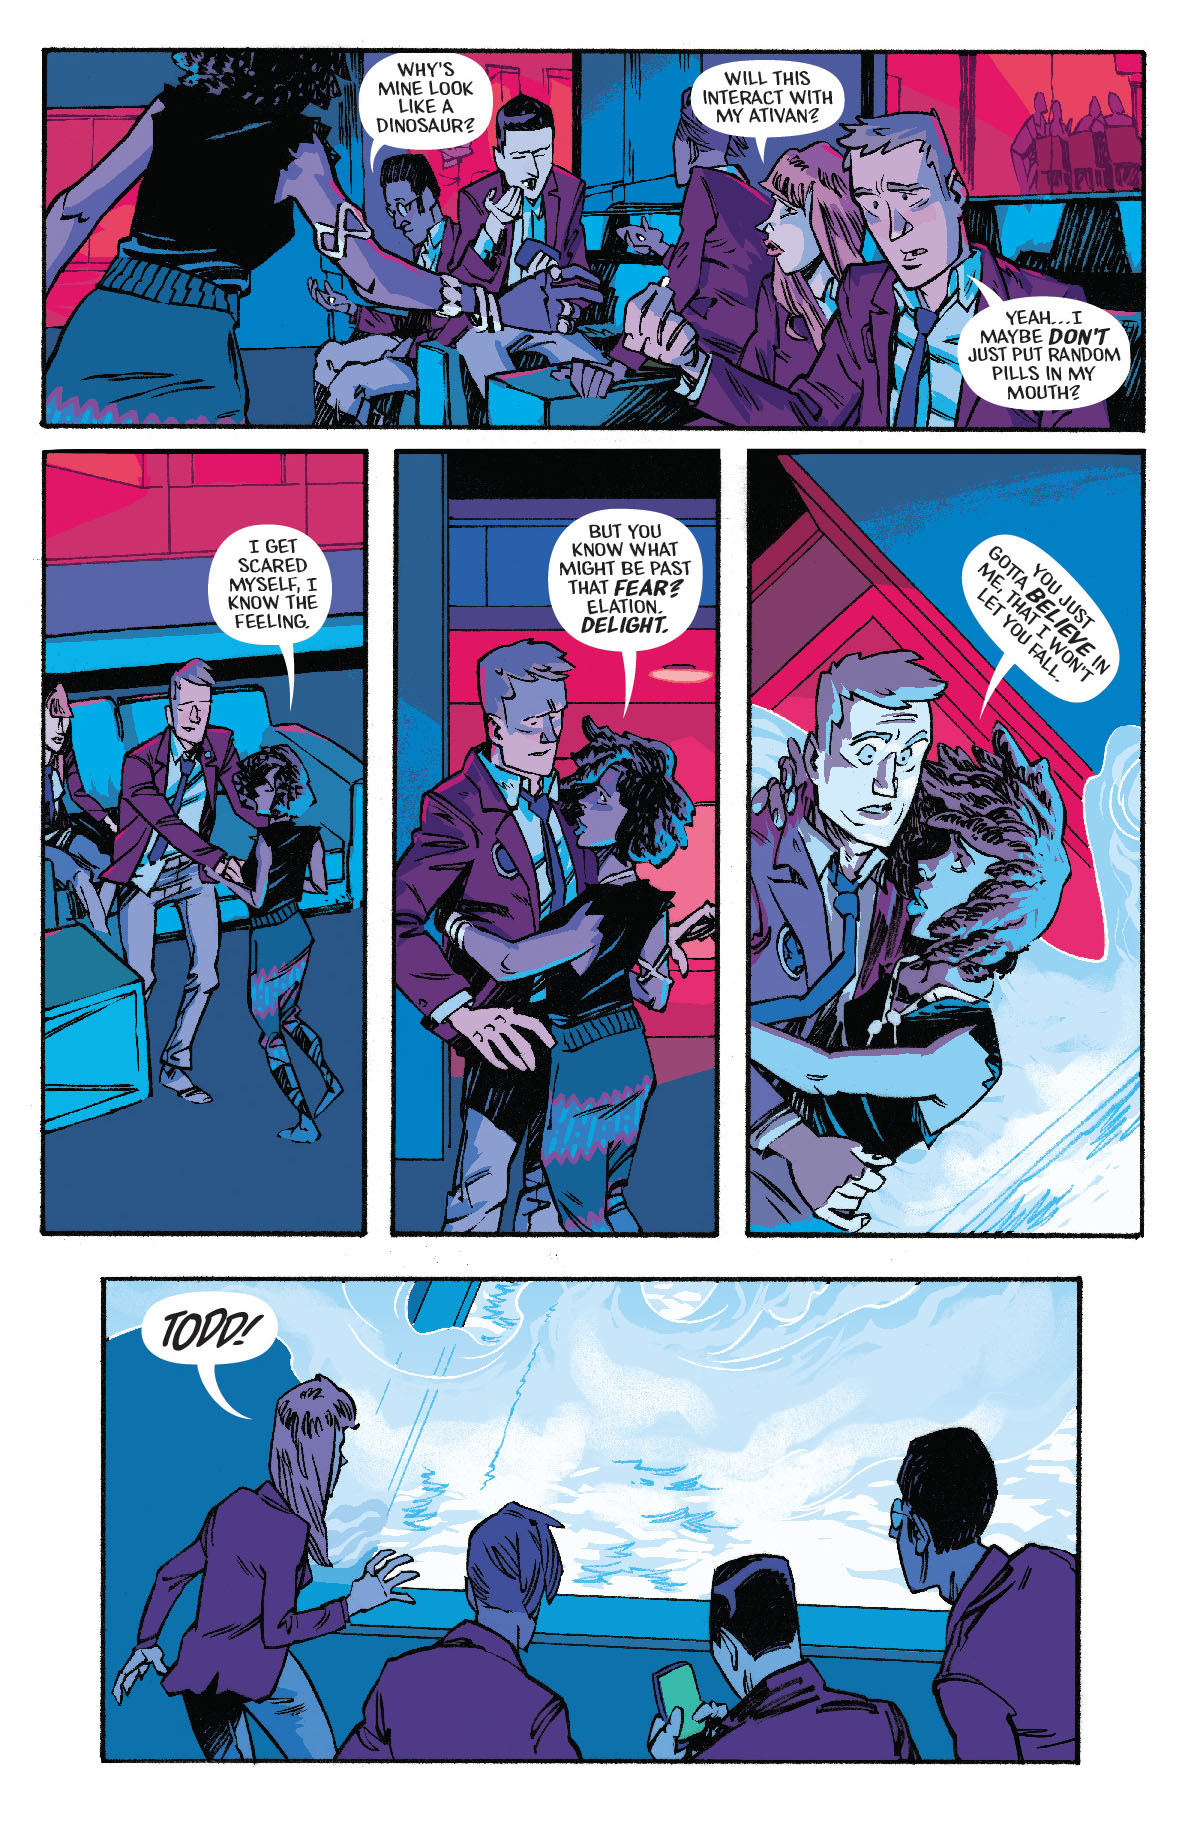 WHY'S
MINE LOOK
LIKE A
DINOSAUR?
WILL THIS
INTERACT WITH
MY ATIVAN?
YEAH...I
MAYBE DON'T
JUST PUT RANDOM
PILLS IN MY
MOUTH?
I GET
SCARED
MYSELF, I
KNOW THE
FEELING.
BUT YOU
KNOW WHAT
MIGHT BE PAST
THAT FEAR?
ELATION.
DELIGHT.
YOU JUST
GOTTA BELIEVE IN
ME, THAT I WON'T
LET YOU FALL.
TODD!